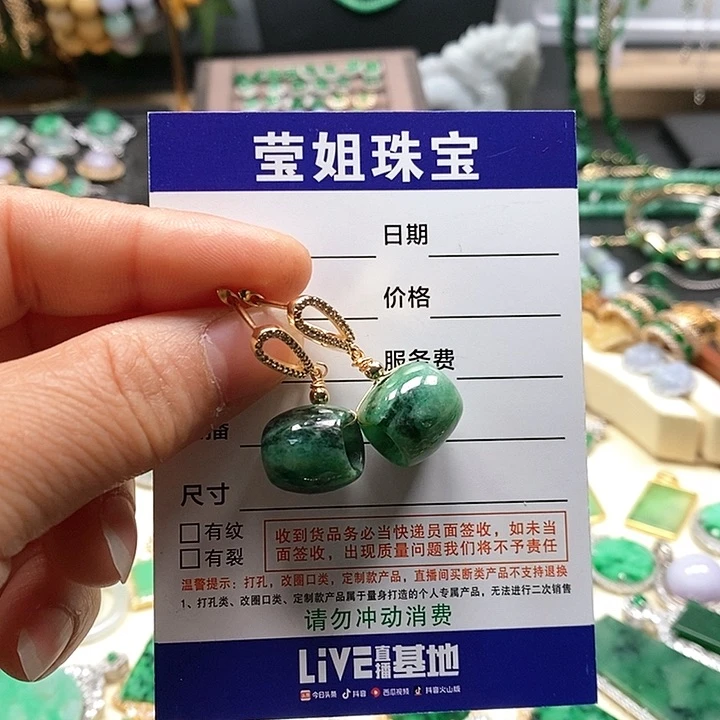 莹姐珠宝
日期
价格
服务费
播
尺寸
□有纹
□有裂
收到货品务必当快递员面签收，如未当
面签收，出现质量问题我们将不予责任
温馨提示：打孔，改圈口类，定制款产品，直播间买断类产品不支持退换
1、打孔类、改圈口类、定制款产品属于量身打造的个人专属产品，无法进行二次销售
请勿冲动消费
LiVE直播基地
今日头条 抖音 西瓜视频 抖音火山版